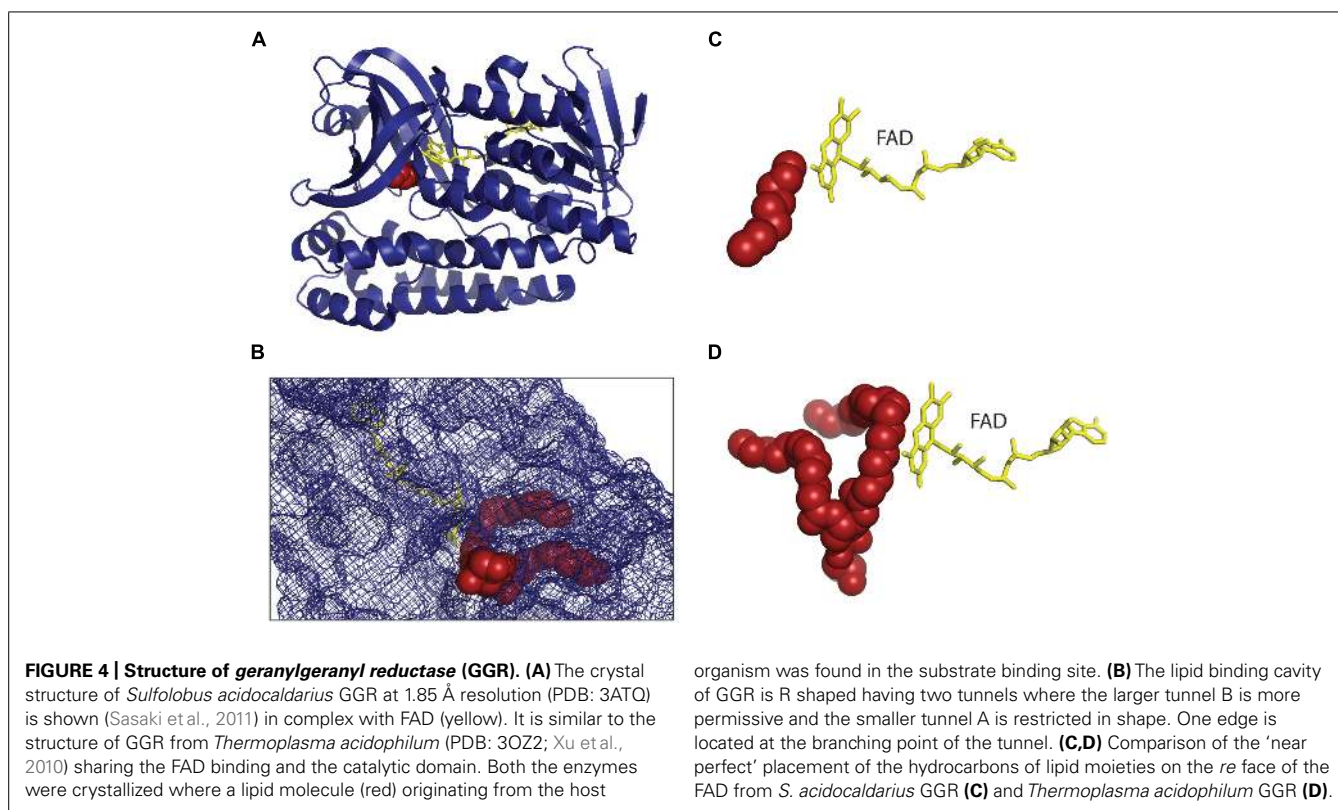 A
C
FAD
B
D
FAD
FIGURE 4 | Structure of geranylgeranyl reductase (GGR). (A) The crystal
structure of Sulfolobus acidocaldarius GGR at 1.85 Å resolution (PDB: 3ATQ)
is shown (Sasaki et al., 2011) in complex with FAD (yellow). It is similar to the
structure of GGR from Thermoplasma acidophilum (PDB: 3OZ2; Xu et al.,
2010) sharing the FAD binding and the catalytic domain. Both the enzymes
were crystallized where a lipid molecule (red) originating from the host
organism was found in the substrate binding site. (B) The lipid binding cavity
of GGR is R shaped having two tunnels where the larger tunnel B is more
permissive and the smaller tunnel A is restricted in shape. One edge is
located at the branching point of the tunnel. (C,D) Comparison of the ‘near
perfect’ placement of the hydrocarbons of lipid moieties on the re face of the
FAD from S. acidocaldarius GGR (C) and Thermoplasma acidophilum GGR (D).